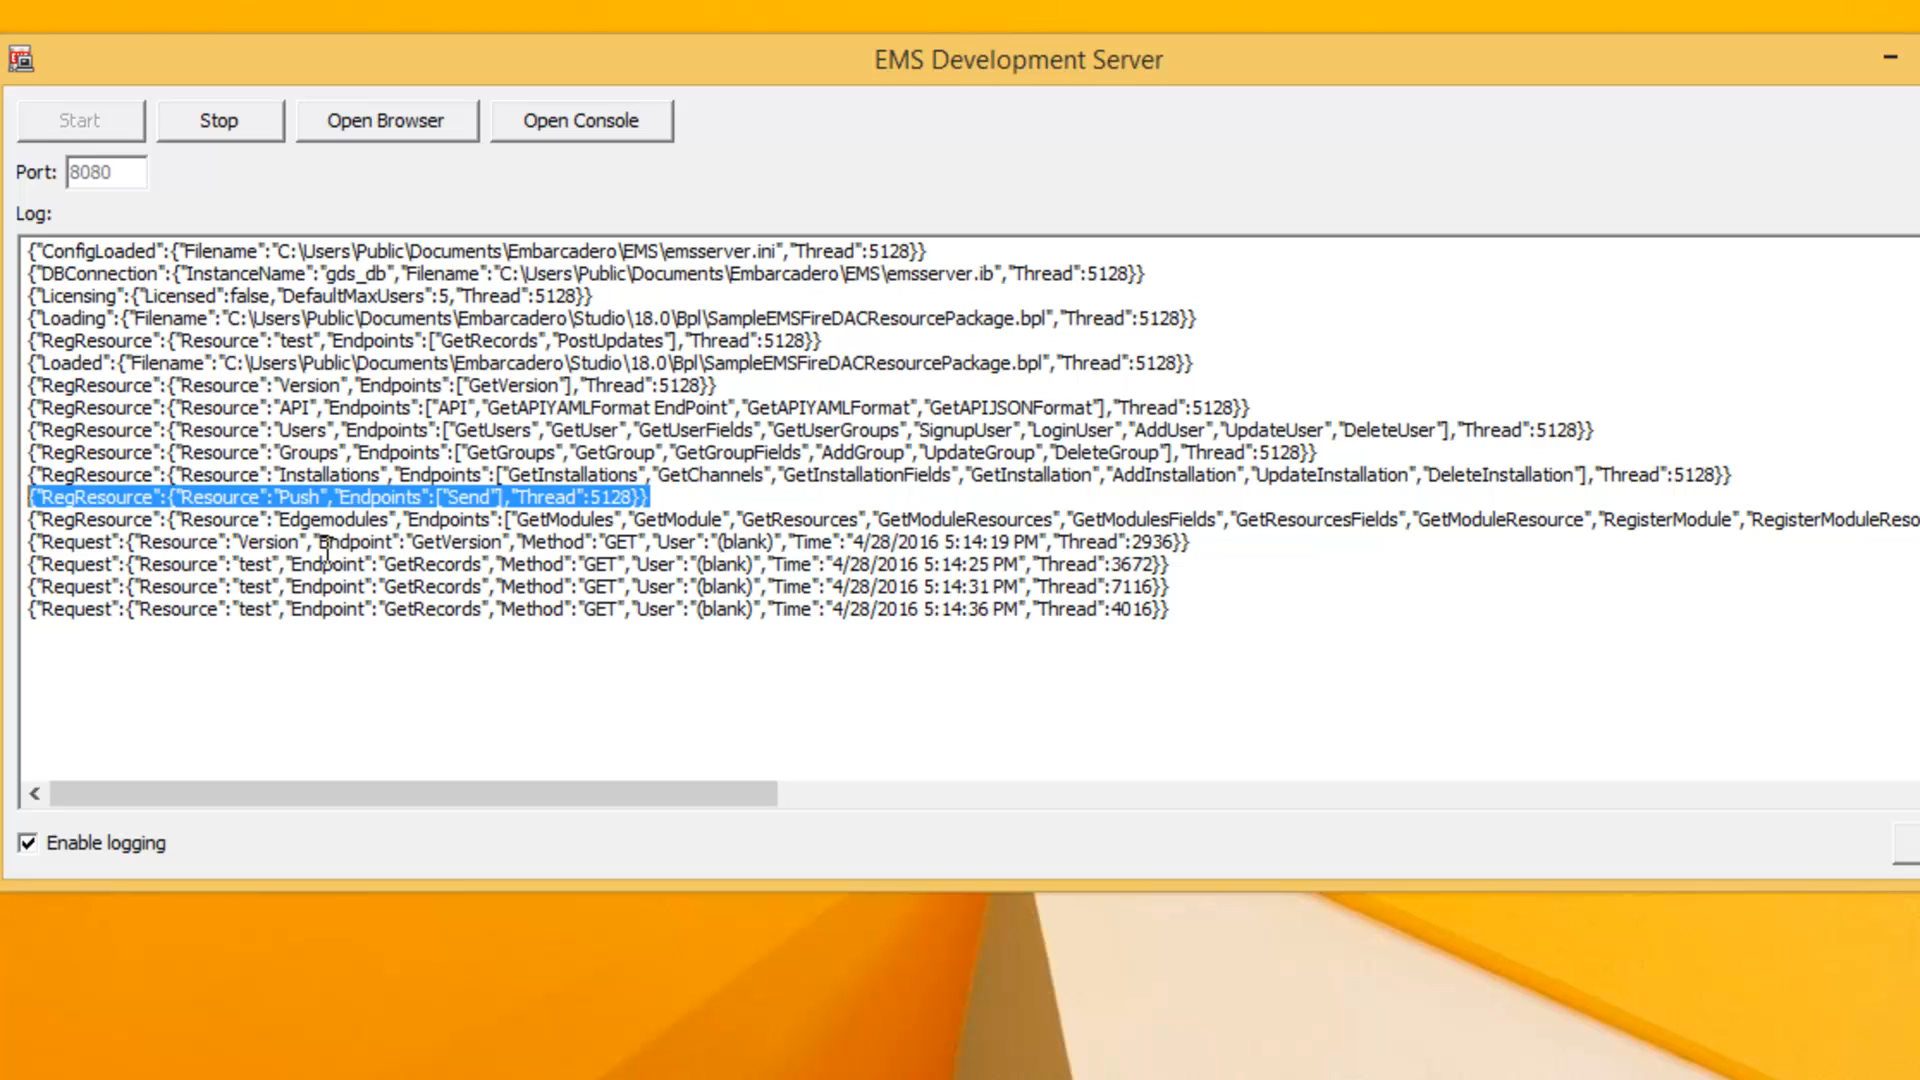 EMS Development Server
Start Stop Open Browser Open Console
Port: 8080
Log:
{"ConfigLoaded":{"Filename":"C:\Users\Public\Documents\Embarcadero\EMS\emsserver.ini","Thread":5128}}
{"DBConnection":{"InstanceName":"gds_db","Filename":"C:\Users\Public\Documents\Embarcadero\EMS\emsserver.ib","Thread":5128}}
{"Licensing":{"Licensed":false,"DefaultMaxUsers":5,"Thread":5128}}
{"Loading":{"Filename":"C:\Users\Public\Documents\Embarcadero\Studio\18.0\Bpl\SampleEMSFireDACResourcePackage.bpl","Thread":5128}}
{"RegResource":{"Resource":"test","Endpoints":["GetRecords","PostUpdates"],"Thread":5128}}
{"Loaded":{"Filename":"C:\Users\Public\Documents\Embarcadero\Studio\18.0\Bpl\SampleEMSFireDACResourcePackage.bpl","Thread":5128}}
{"RegResource":{"Resource":"Version","Endpoints":["GetVersion"],"Thread":5128}}
{"RegResource":{"Resource":"API","Endpoints":["API","GetAPIYAMLFormat EndPoint","GetAPIYAMLFormat","GetAPIJSONFormat"],"Thread":5128}}
{"RegResource":{"Resource":"Users","Endpoints":["GetUsers","GetUser","GetUserFields","GetUserGroups","SignupUser","LoginUser","AddUser","UpdateUser","DeleteUser"],"Thread":5128}}
{"RegResource":{"Resource":"Groups","Endpoints":["GetGroups","GetGroup","GetGroupFields","AddGroup","UpdateGroup","DeleteGroup"],"Thread":5128}}
{"RegResource":{"Resource":"Installations","Endpoints":["GetInstallations","GetChannels","GetInstallationFields","GetInstallation","AddInstallation","UpdateInstallation","DeleteInstallation"],"Thread":5128}}
{"RegResource":{"Resource":"Push","Endpoints":["Send"],"Thread":5128}}
{"RegResource":{"Resource":"Edgemodules","Endpoints":["GetModules","GetModule","GetResources","GetModuleResources","GetModulesFields","GetResourcesFields","GetModuleResource","RegisterModule","RegisterModuleReso
{"Request":{"Resource":"Version","Endpoint":"GetVersion","Method":"GET","User":"(blank)","Time":"4/28/2016 5:14:19 PM","Thread":2936}}
{"Request":{"Resource":"test","Endpoint":"GetRecords","Method":"GET","User":"(blank)","Time":"4/28/2016 5:14:25 PM","Thread":3672}}
{"Request":{"Resource":"test","Endpoint":"GetRecords","Method":"GET","User":"(blank)","Time":"4/28/2016 5:14:31 PM","Thread":7116}}
{"Request":{"Resource":"test","Endpoint":"GetRecords","Method":"GET","User":"(blank)","Time":"4/28/2016 5:14:36 PM","Thread":4016}}
Enable logging